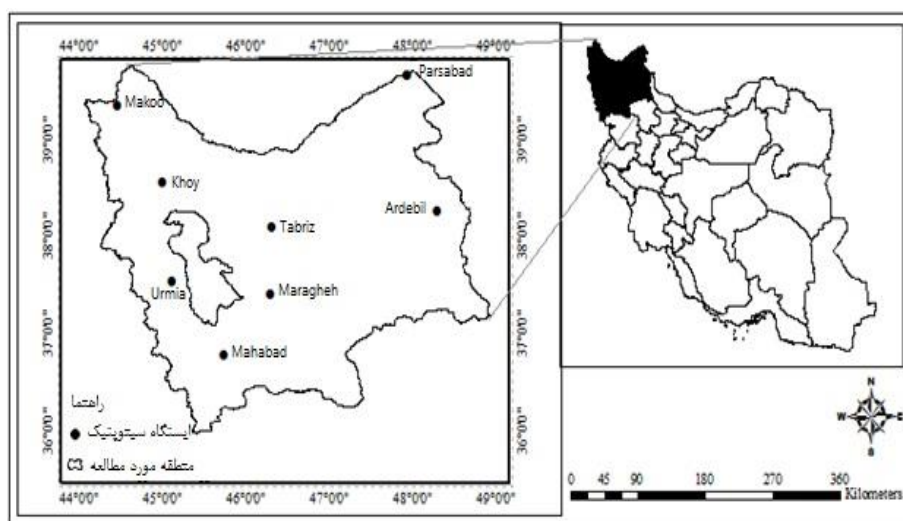 44°0'0" 45°0'0" 46°0'0" 47°0'0" 48°0'0" 49°0'0"
39°0'0" 38°0'0" 37°0'0" 36°0'0"
Parsabad
Makoo
Khoy
Ardebil
Tabriz
Urmia
Maragheh
Mahabad
راهتما
ایستگاه سیتوپتیک
C3 متطقه مورد مطالعه
39°0'0" 38°0'0" 37°0'0" 36°0'0"
44°0'0" 45°0'0" 46°0'0" 47°0'0" 48°0'0" 49°0'0"
N
W
S
0 45 90 180 270 360
Kilometers